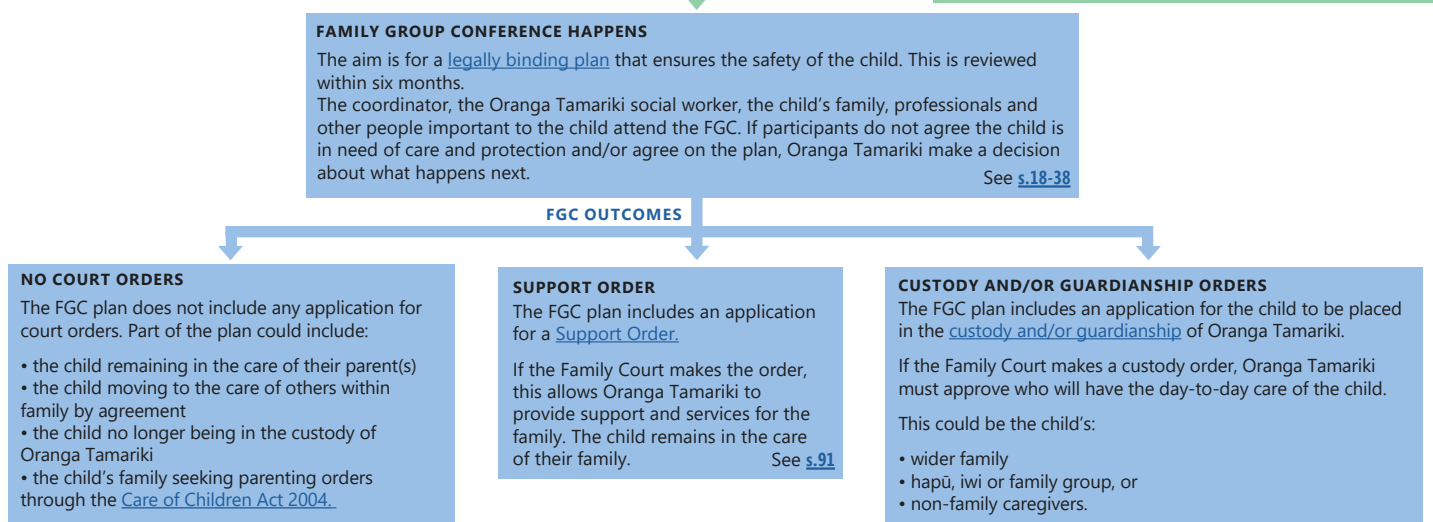 FAMILY GROUP CONFERENCE HAPPENS
The aim is for a legally binding plan that ensures the safety of the child. This is reviewed
within six months.
The coordinator, the Oranga Tamariki social worker, the child’s family, professionals and
other people important to the child attend the FGC. If participants do not agree the child is
in need of care and protection and/or agree on the plan, Oranga Tamariki make a decision
about what happens next.
See s.18-38
FGC OUTCOMES
NO COURT ORDERS
The FGC plan does not include any application for
court orders. Part of the plan could include:
• the child remaining in the care of their parent(s)
• the child moving to the care of others within
family by agreement
• the child no longer being in the custody of
Oranga Tamariki
• the child’s family seeking parenting orders
through the Care of Children Act 2004.
SUPPORT ORDER
The FGC plan includes an application
for a Support Order.
If the Family Court makes the order,
this allows Oranga Tamariki to
provide support and services for the
family. The child remains in the care
of their family. See s.91
CUSTODY AND/OR GUARDIANSHIP ORDERS
The FGC plan includes an application for the child to be placed
in the custody and/or guardianship of Oranga Tamariki.
If the Family Court makes a custody order, Oranga Tamariki
must approve who will have the day-to-day care of the child.
This could be the child’s:
• wider family
• hapū, iwi or family group, or
• non-family caregivers.